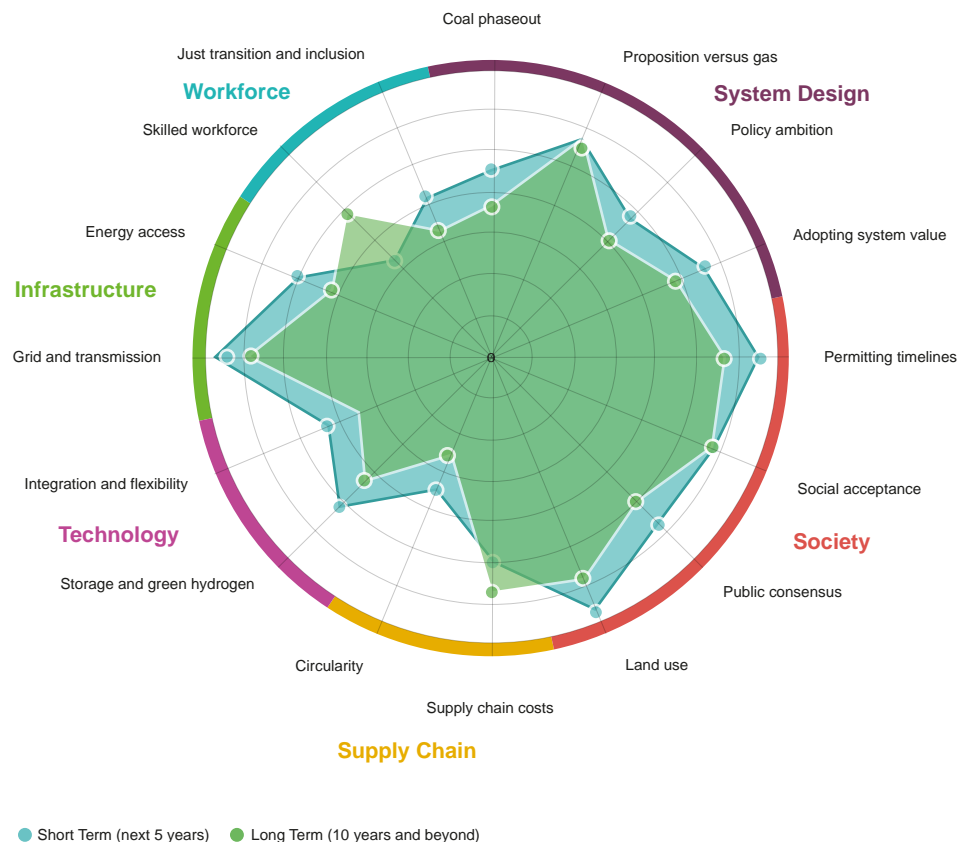 Coal phaseout
Just transition and inclusion
Proposition versus gas
Workforce
System Design
Skilled workforce
Policy ambition
Energy access
Adopting system value
Infrastructure
Grid and transmission
0
Permitting timelines
Integration and flexibility
Social acceptance
Technology
Society
Storage and green hydrogen
Public consensus
Circularity
Land use
Supply chain costs
Supply Chain
Short Term (next 5 years)
Long Term (10 years and beyond)